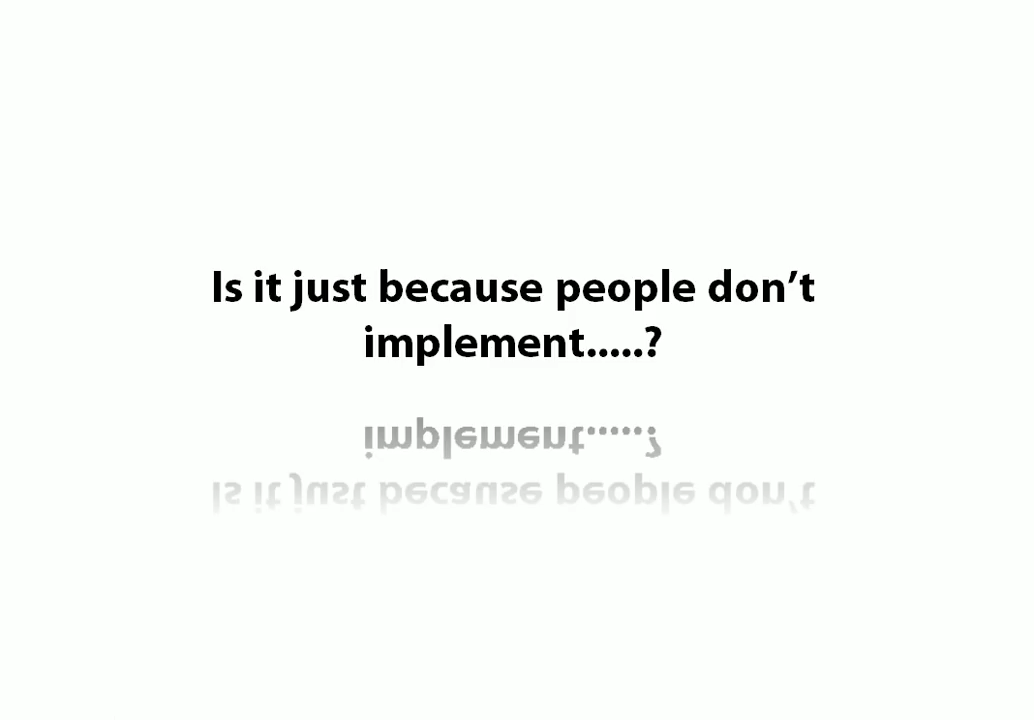 Is it just because people don’t
implement.....?